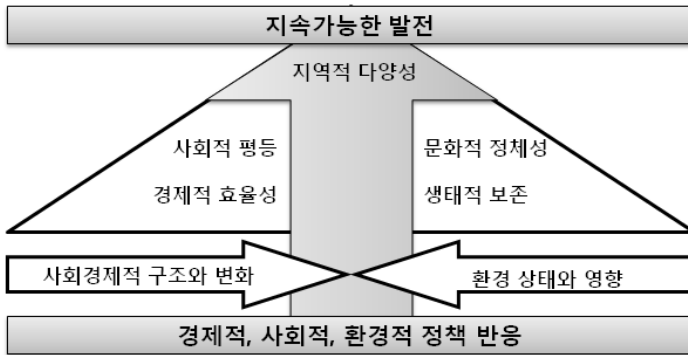 지속가능한 발전
지역적 다양성
사회적 평등
문화적 정체성
경제적 효율성
생태적 보존
사회경제적 구조와 변화
환경 상태와 영향
경제적, 사회적, 환경적 정책 반응